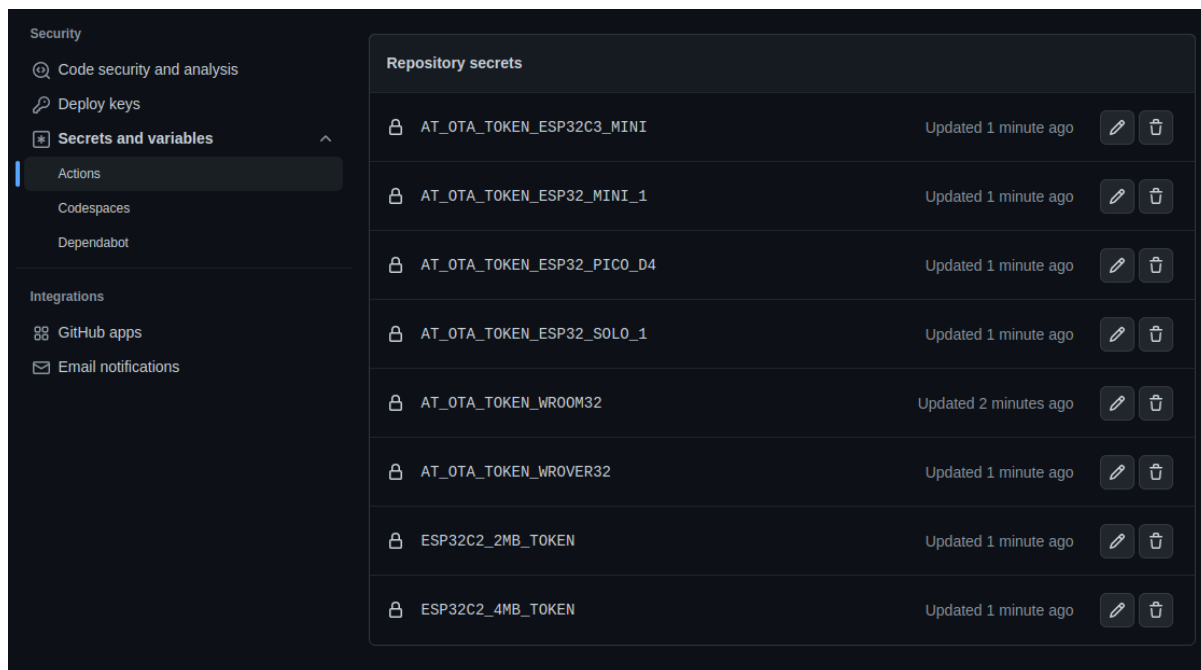 Security
Code security and analysis
Deploy keys
Secrets and variables
Actions
Codespaces
Dependabot
Integrations
GitHub apps
Email notifications
Repository secrets
AT_OTA_TOKEN_ESP32C3_MINI Updated 1 minute ago
AT_OTA_TOKEN_ESP32_MINI_1 Updated 1 minute ago
AT_OTA_TOKEN_ESP32_PICO_D4 Updated 1 minute ago
AT_OTA_TOKEN_ESP32_SOLO_1 Updated 1 minute ago
AT_OTA_TOKEN_WROOM32 Updated 2 minutes ago
AT_OTA_TOKEN_WROVER32 Updated 1 minute ago
ESP32C2_2MB_TOKEN Updated 1 minute ago
ESP32C2_4MB_TOKEN Updated 1 minute ago